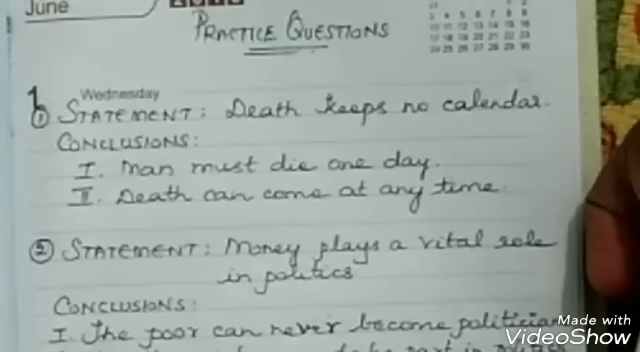 June
PRACTICE QUESTIONS
Wednesday
1
① STATEMENT: Death keeps no calendar.
CONCLUSIONS:
I. Man must die one day.
II. Death can come at any time.
② STATEMENT: Money plays a vital role
in politics
CONCLUSIONS:
I. The poor can never become
Made with
VideoShow